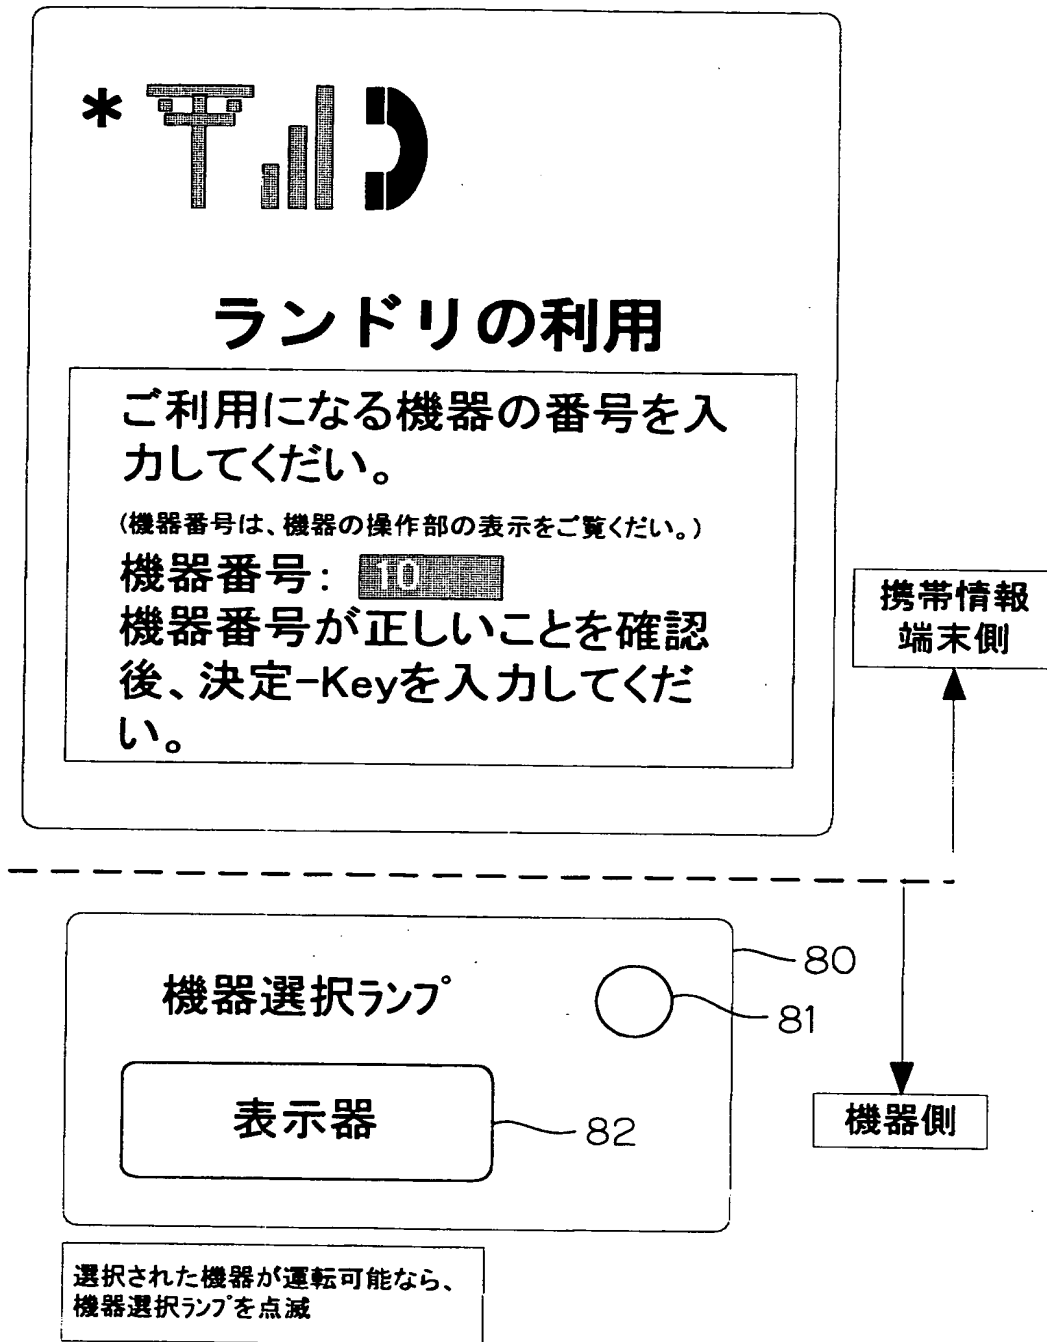 *
ランドリの利用
ご利用になる機器の番号を入
力してくだい。
(機器番号は、機器の操作部の表示をご覧くだい。)
機器番号: 10
機器番号が正しいことを確認
後、決定-Keyを入力してくだ
い。
携帯情報
端末側
80
機器選択ランプ
81
表示器
82
機器側
選択された機器が運転可能なら、
機器選択ランプを点滅